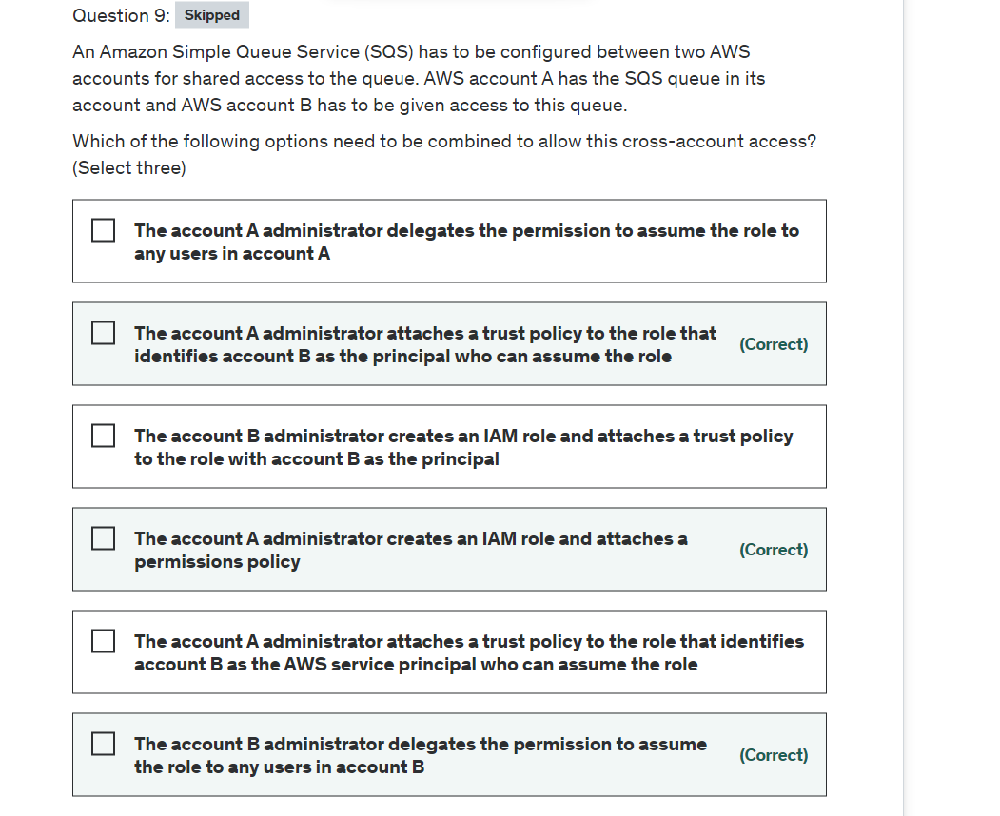 Question 9: Skipped
An Amazon Simple Queue Service (SQS) has to be configured between two AWS
accounts for shared access to the queue. AWS account A has the SQS queue in its
account and AWS account B has to be given access to this queue.
Which of the following options need to be combined to allow this cross-account access?
(Select three)
The account A administrator delegates the permission to assume the role to
any users in account A
The account A administrator attaches a trust policy to the role that
identifies account B as the principal who can assume the role
(Correct)
The account B administrator creates an IAM role and attaches a trust policy
to the role with account B as the principal
The account A administrator creates an IAM role and attaches a
permissions policy
(Correct)
The account A administrator attaches a trust policy to the role that identifies
account B as the AWS service principal who can assume the role
The account B administrator delegates the permission to assume
the role to any users in account B
(Correct)